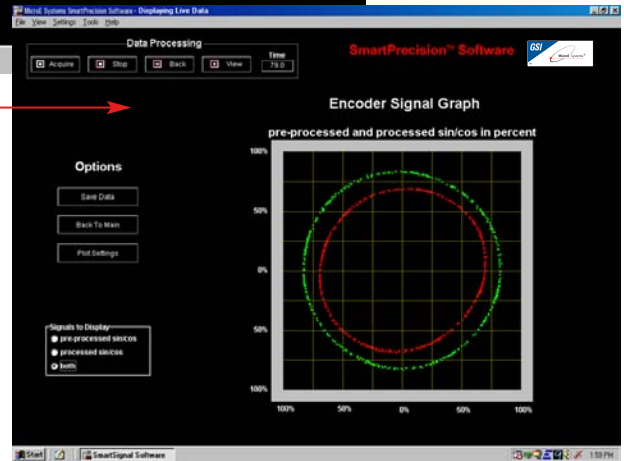 MicroE Systems SmartPrecision Software - Displaying Live Data
File View Settings Tools Help
Data Processing
Acquire Stop Back View
Time
79.0
SmartPrecision™ Software
GSI
MicroE Systems
Encoder Signal Graph
pre-processed and processed sin/cos in percent
Options
Save Data
Back To Main
Plot Settings
Signals to Display
pre-processed sin/cos
processed sin/cos
both
100%
50%
0%
50%
100%
100% 50% 0% 50% 100%
Start
SmartSignal Software
1:59 PM